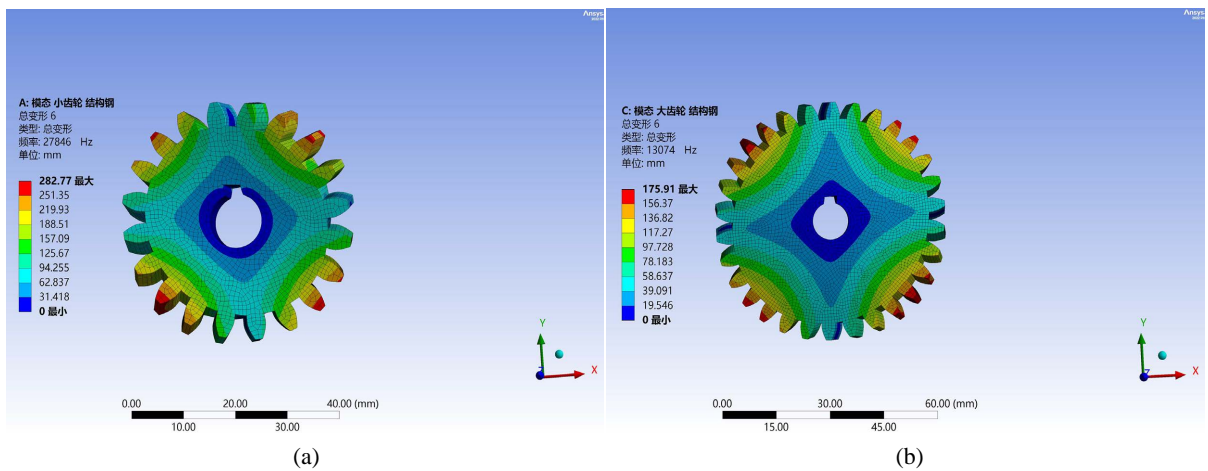 Ansys
A: 模态 小齿轮 结构钢
总变形 6
类型: 总变形
频率: 27846 Hz
单位: mm
282.77 最大
251.35
219.93
188.51
157.09
125.67
94.255
62.837
31.418
0 最小
Y
X
Z
0.00 20.00 40.00 (mm)
10.00 30.00
(a)
Ansys
C: 模态 大齿轮 结构钢
总变形 6
类型: 总变形
频率: 13074 Hz
单位: mm
175.91 最大
156.37
136.82
117.27
97.728
78.183
58.637
39.091
19.546
0 最小
Y
X
Z
0.00 30.00 60.00 (mm)
15.00 45.00
(b)